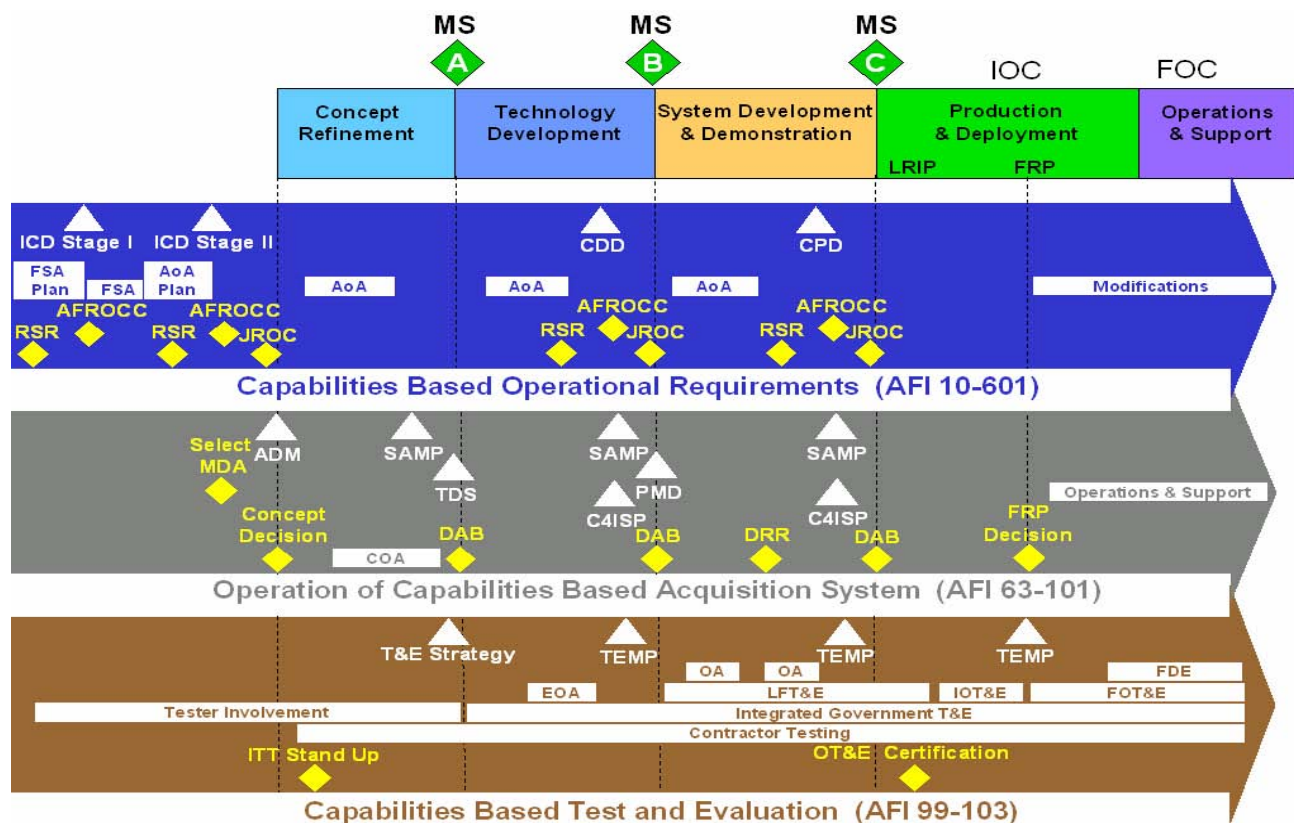 MS MS MS
A B C
IOC FOC
Concept
Refinement
Technology
Development
System Development
& Demonstration
Production
& Deployment
Operations
& Support
LRIP FRP
ICD Stage I ICD Stage II CDD CPD
FSA
Plan
FSA
AoA
Plan
AoA AoA AoA Modifications
AFROCC AFROCC AFROCC AFROCC
RSR RSR JROC RSR JROC RSR JROC
Capabilities Based Operational Requirements (AFI 10-601)
Select
MDA
ADM SAMP SAMP SAMP
TDS PMD
C4ISP C4ISP
Operations & Support
Concept
Decision
COA
DAB DAB DRR DAB
FRP
Decision
Operation of Capabilities Based Acquisition System (AFI 63-101)
T&E Strategy TEMP TEMP TEMP
OA OA FDE
EOA LFT&E IOT&E FOT&E
Tester Involvement Integrated Government T&E
Contractor Testing
ITT Stand Up OT&E Certification
Capabilities Based Test and Evaluation (AFI 99-103)